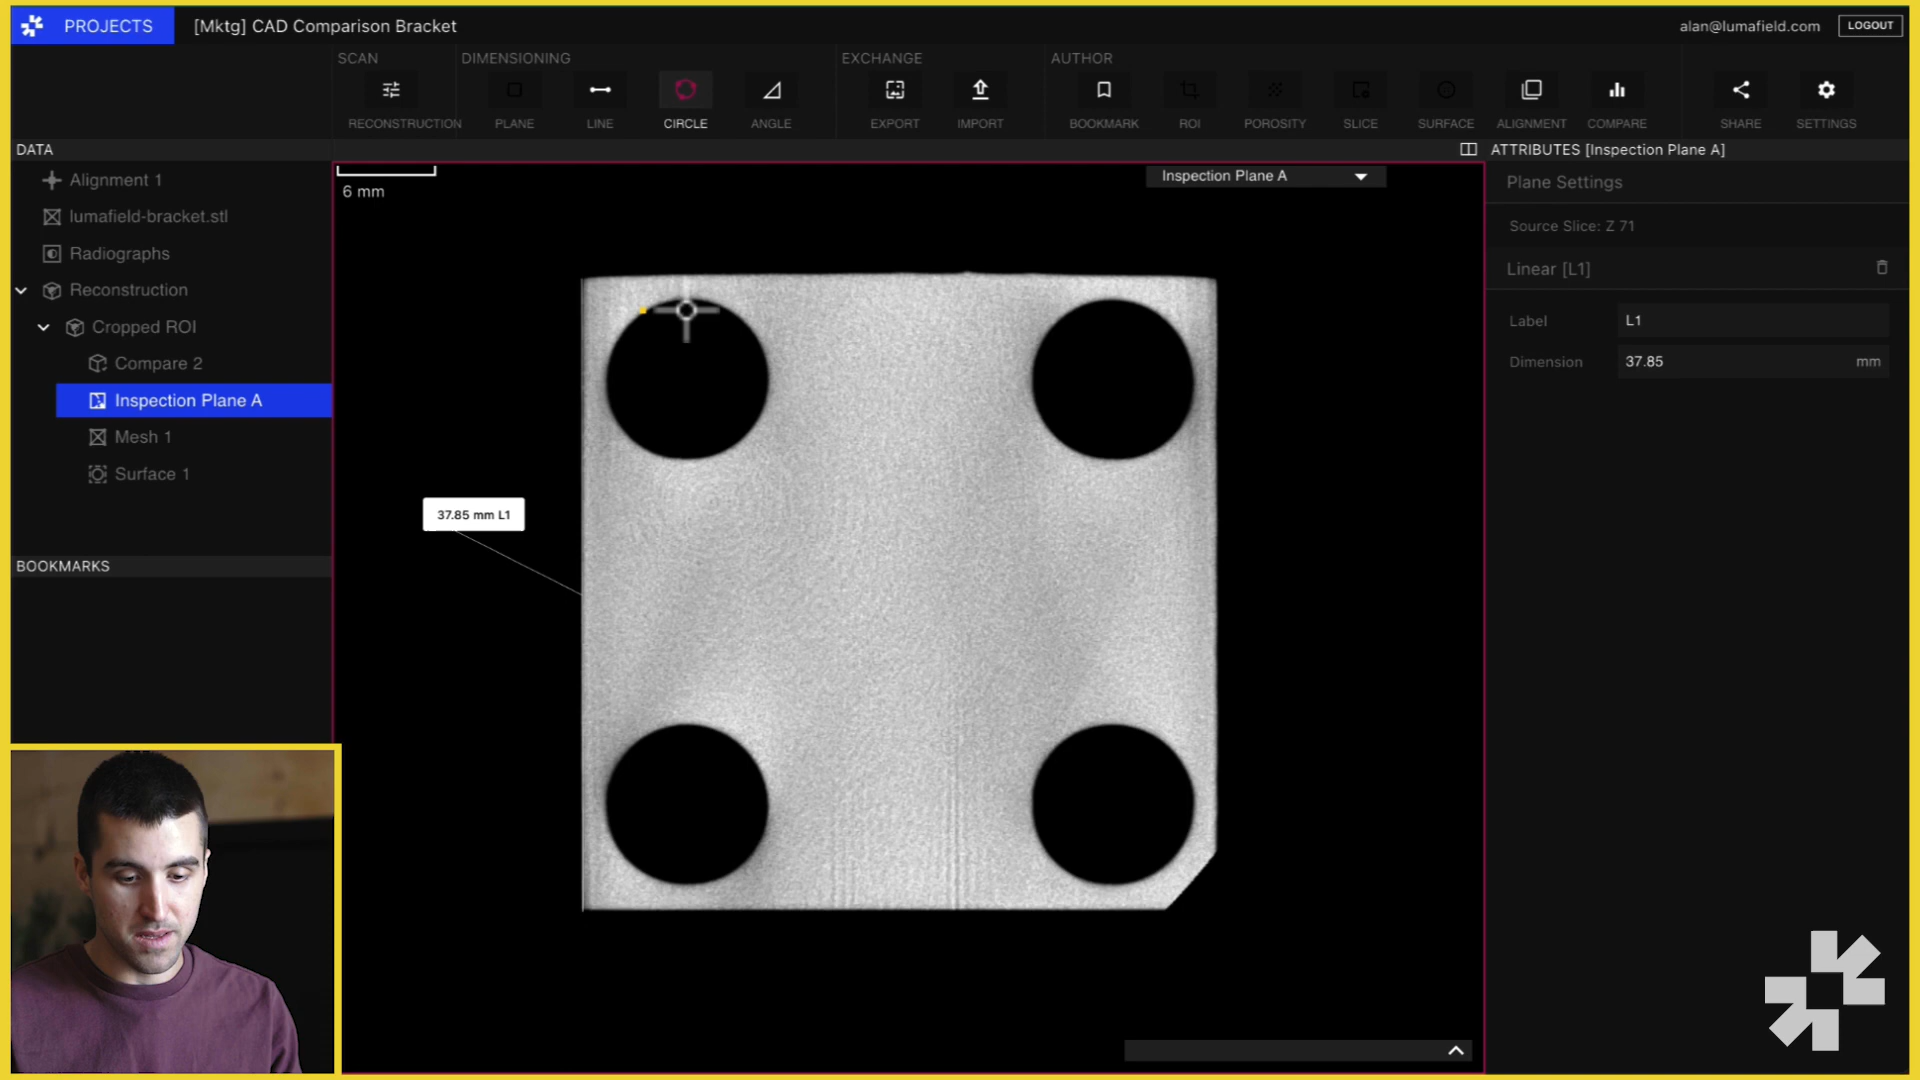 PROJECTS
[Mktg] CAD Comparison Bracket
alan@lumafield.com
LOGOUT
SCAN
DIMENSIONING
EXCHANGE
AUTHOR
RECONSTRUCTION
PLANE
LINE
CIRCLE
ANGLE
EXPORT
IMPORT
BOOKMARK
ROI
POROSITY
SLICE
SURFACE
ALIGNMENT
COMPARE
SHARE
SETTINGS
DATA
Alignment 1
lumafield-bracket.stl
Radiographs
Reconstruction
Cropped ROI
Compare 2
Inspection Plane A
Mesh 1
Surface 1
BOOKMARKS
6 mm
Inspection Plane A
37.85 mm L1
ATTRIBUTES [Inspection Plane A]
Plane Settings
Source Slice: Z 71
Linear [L1]
Label
L1
Dimension
37.85
mm